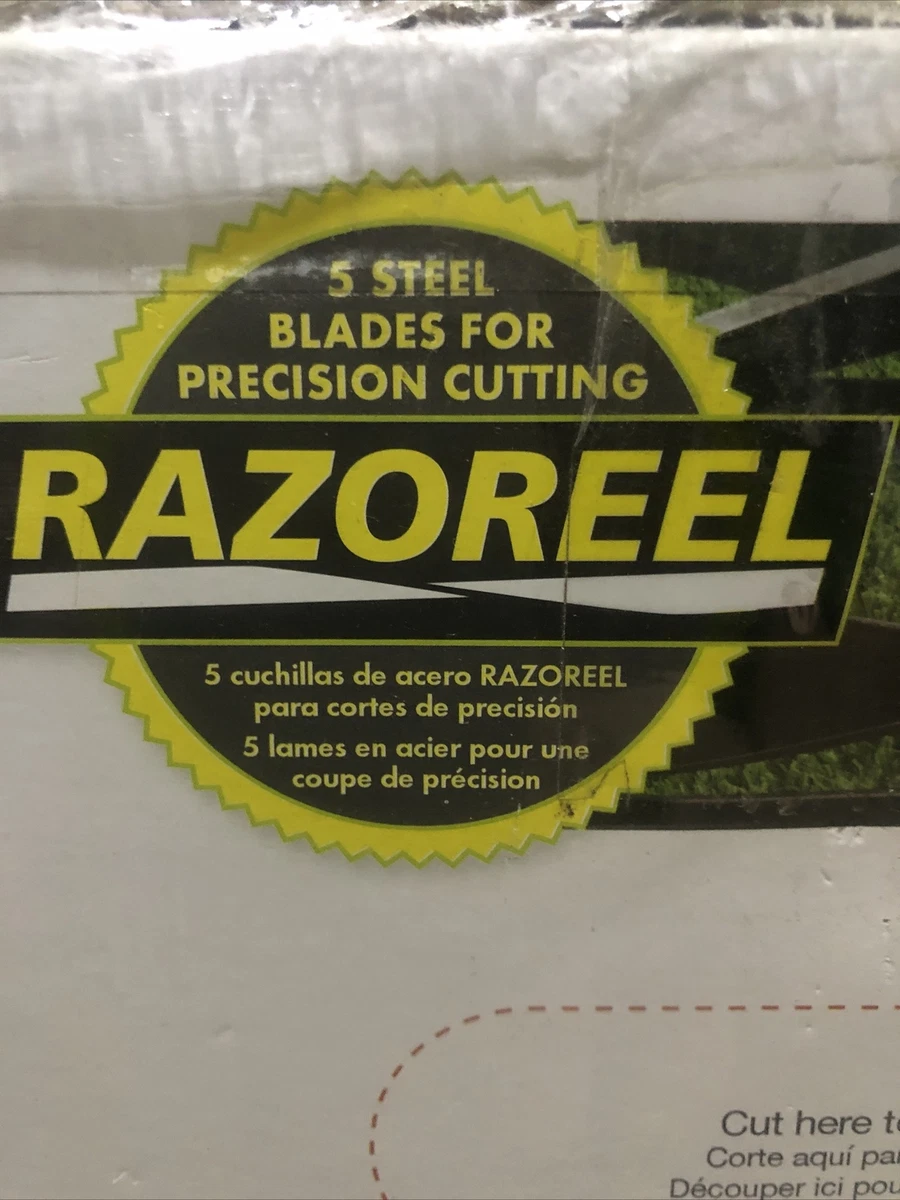 5 STEEL
BLADES FOR
PRECISION CUTTING
RAZOREEL
5 cuchillas de acero RAZOREEL
para cortes de precisión
5 lames en acier pour une
coupe de précision
Cut here
Corte aquí
Découper ici